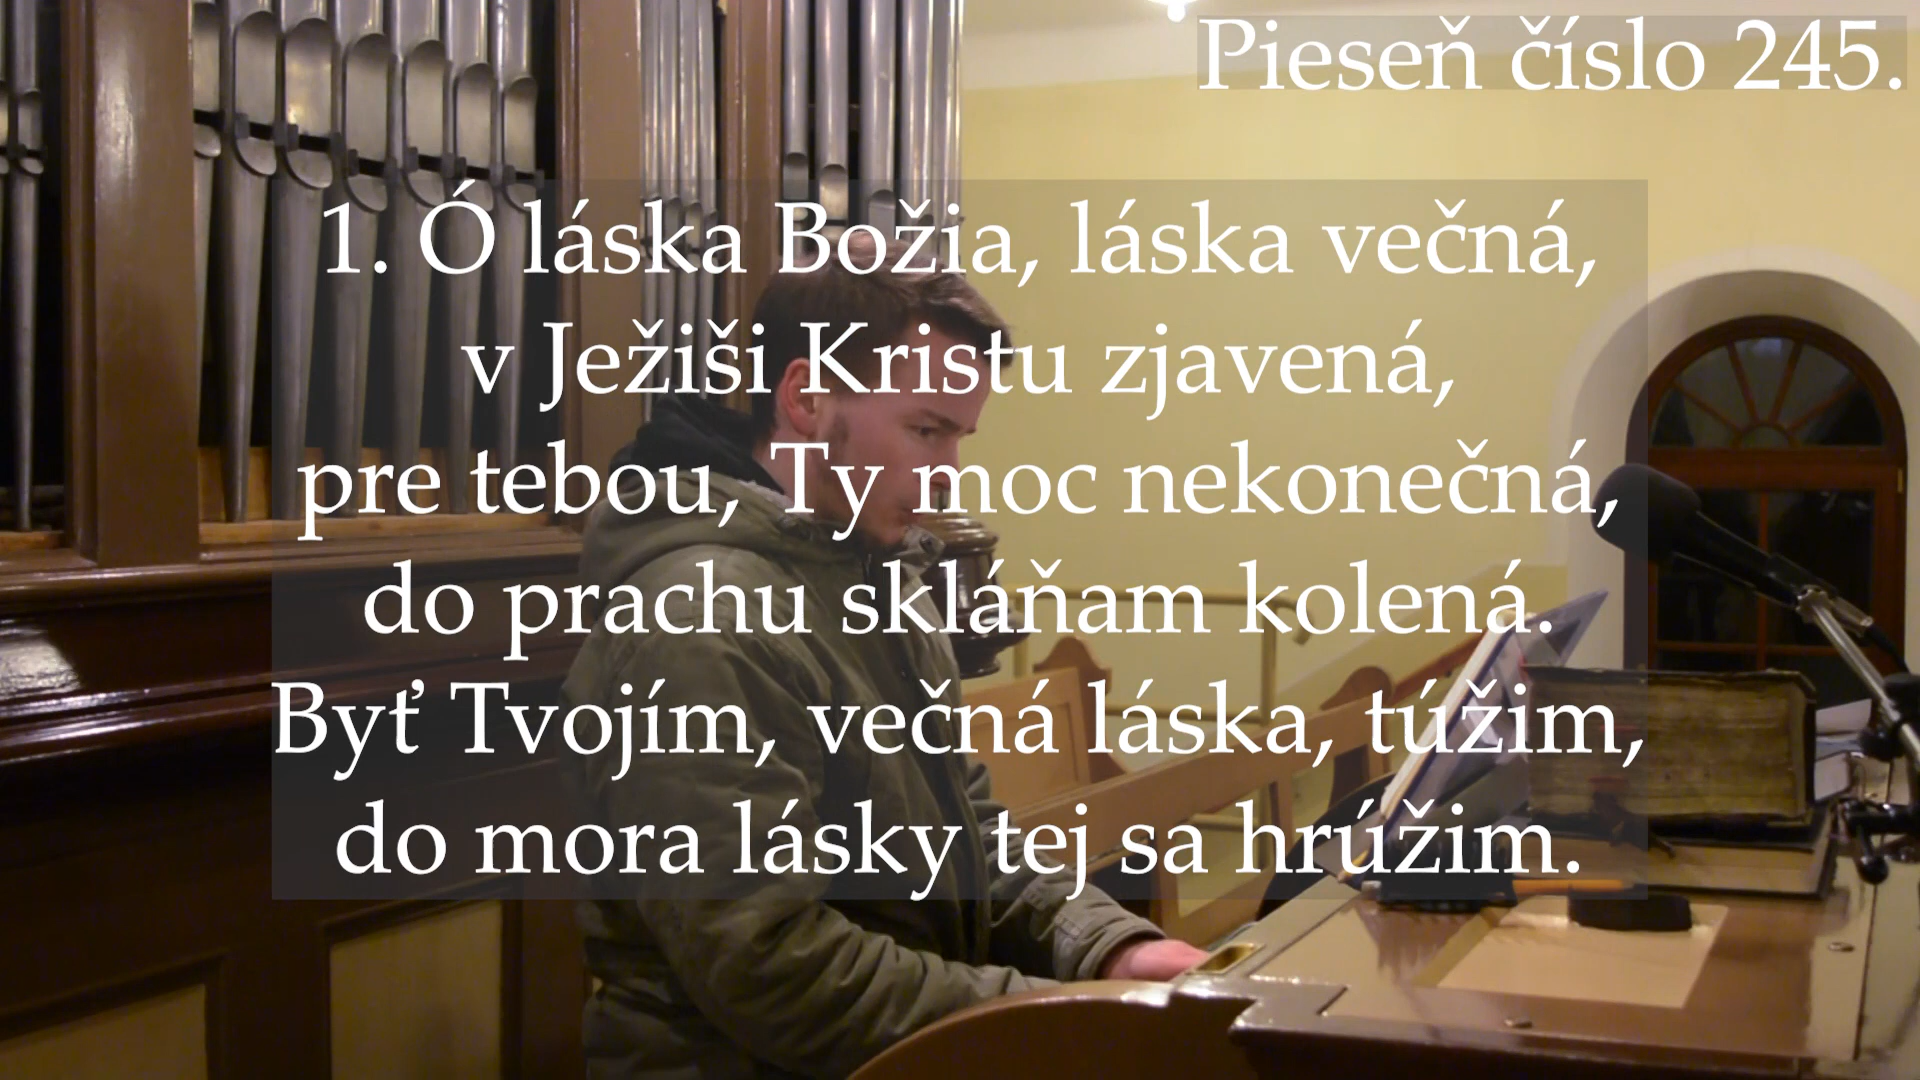 Pieseň číslo 245.
1. Ó láska Božia, láska večná,
v Ježiši Kristu zjavená,
pre tebou, Ty moc nekonečná,
do prachu skláňam kolená.
Byť Tvojím, večná láska, túžim,
do mora lásky tej sa hrúžim.